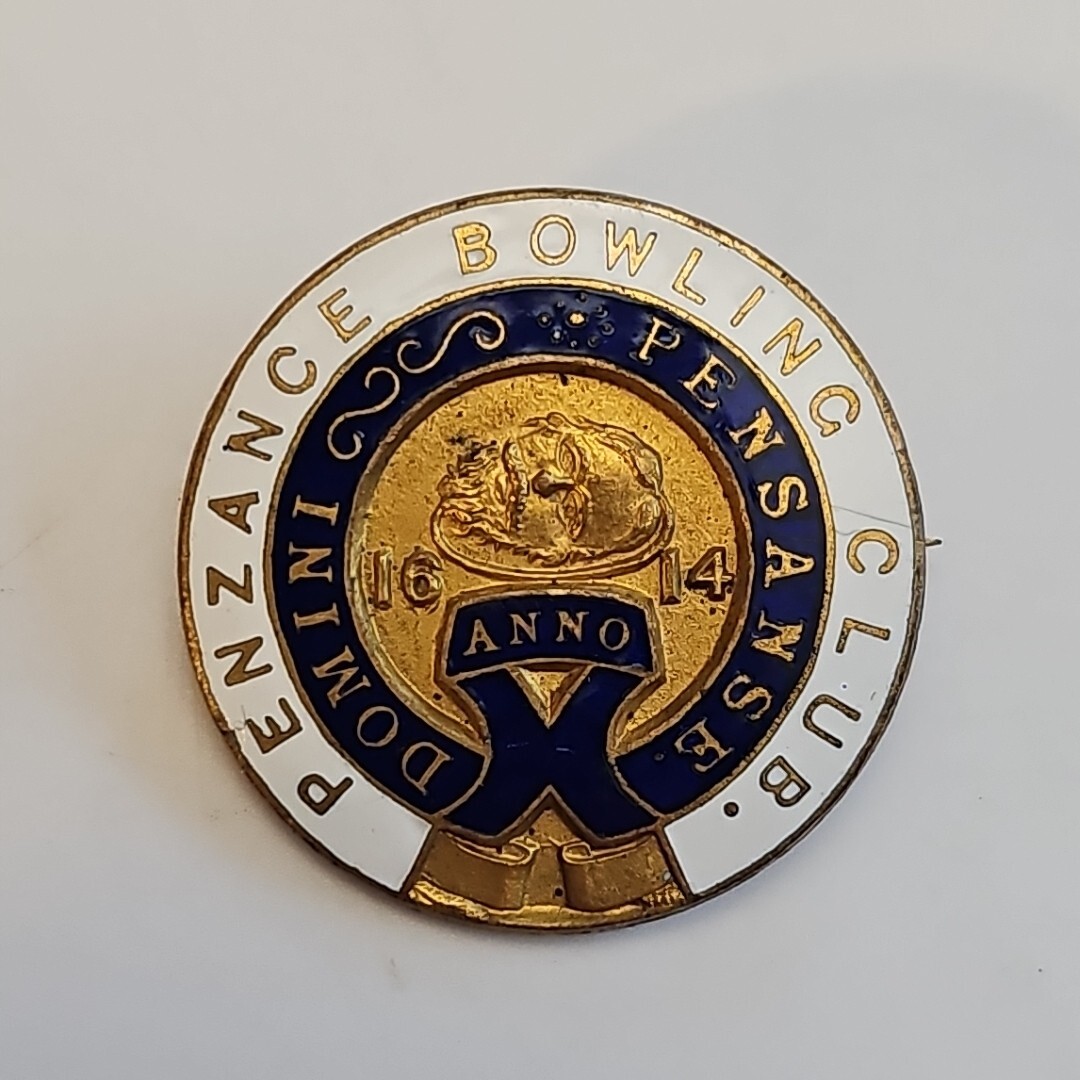 PENZANCE BOWLING CLUB.
PENSANSE
ANNO
DOMINI
16 14